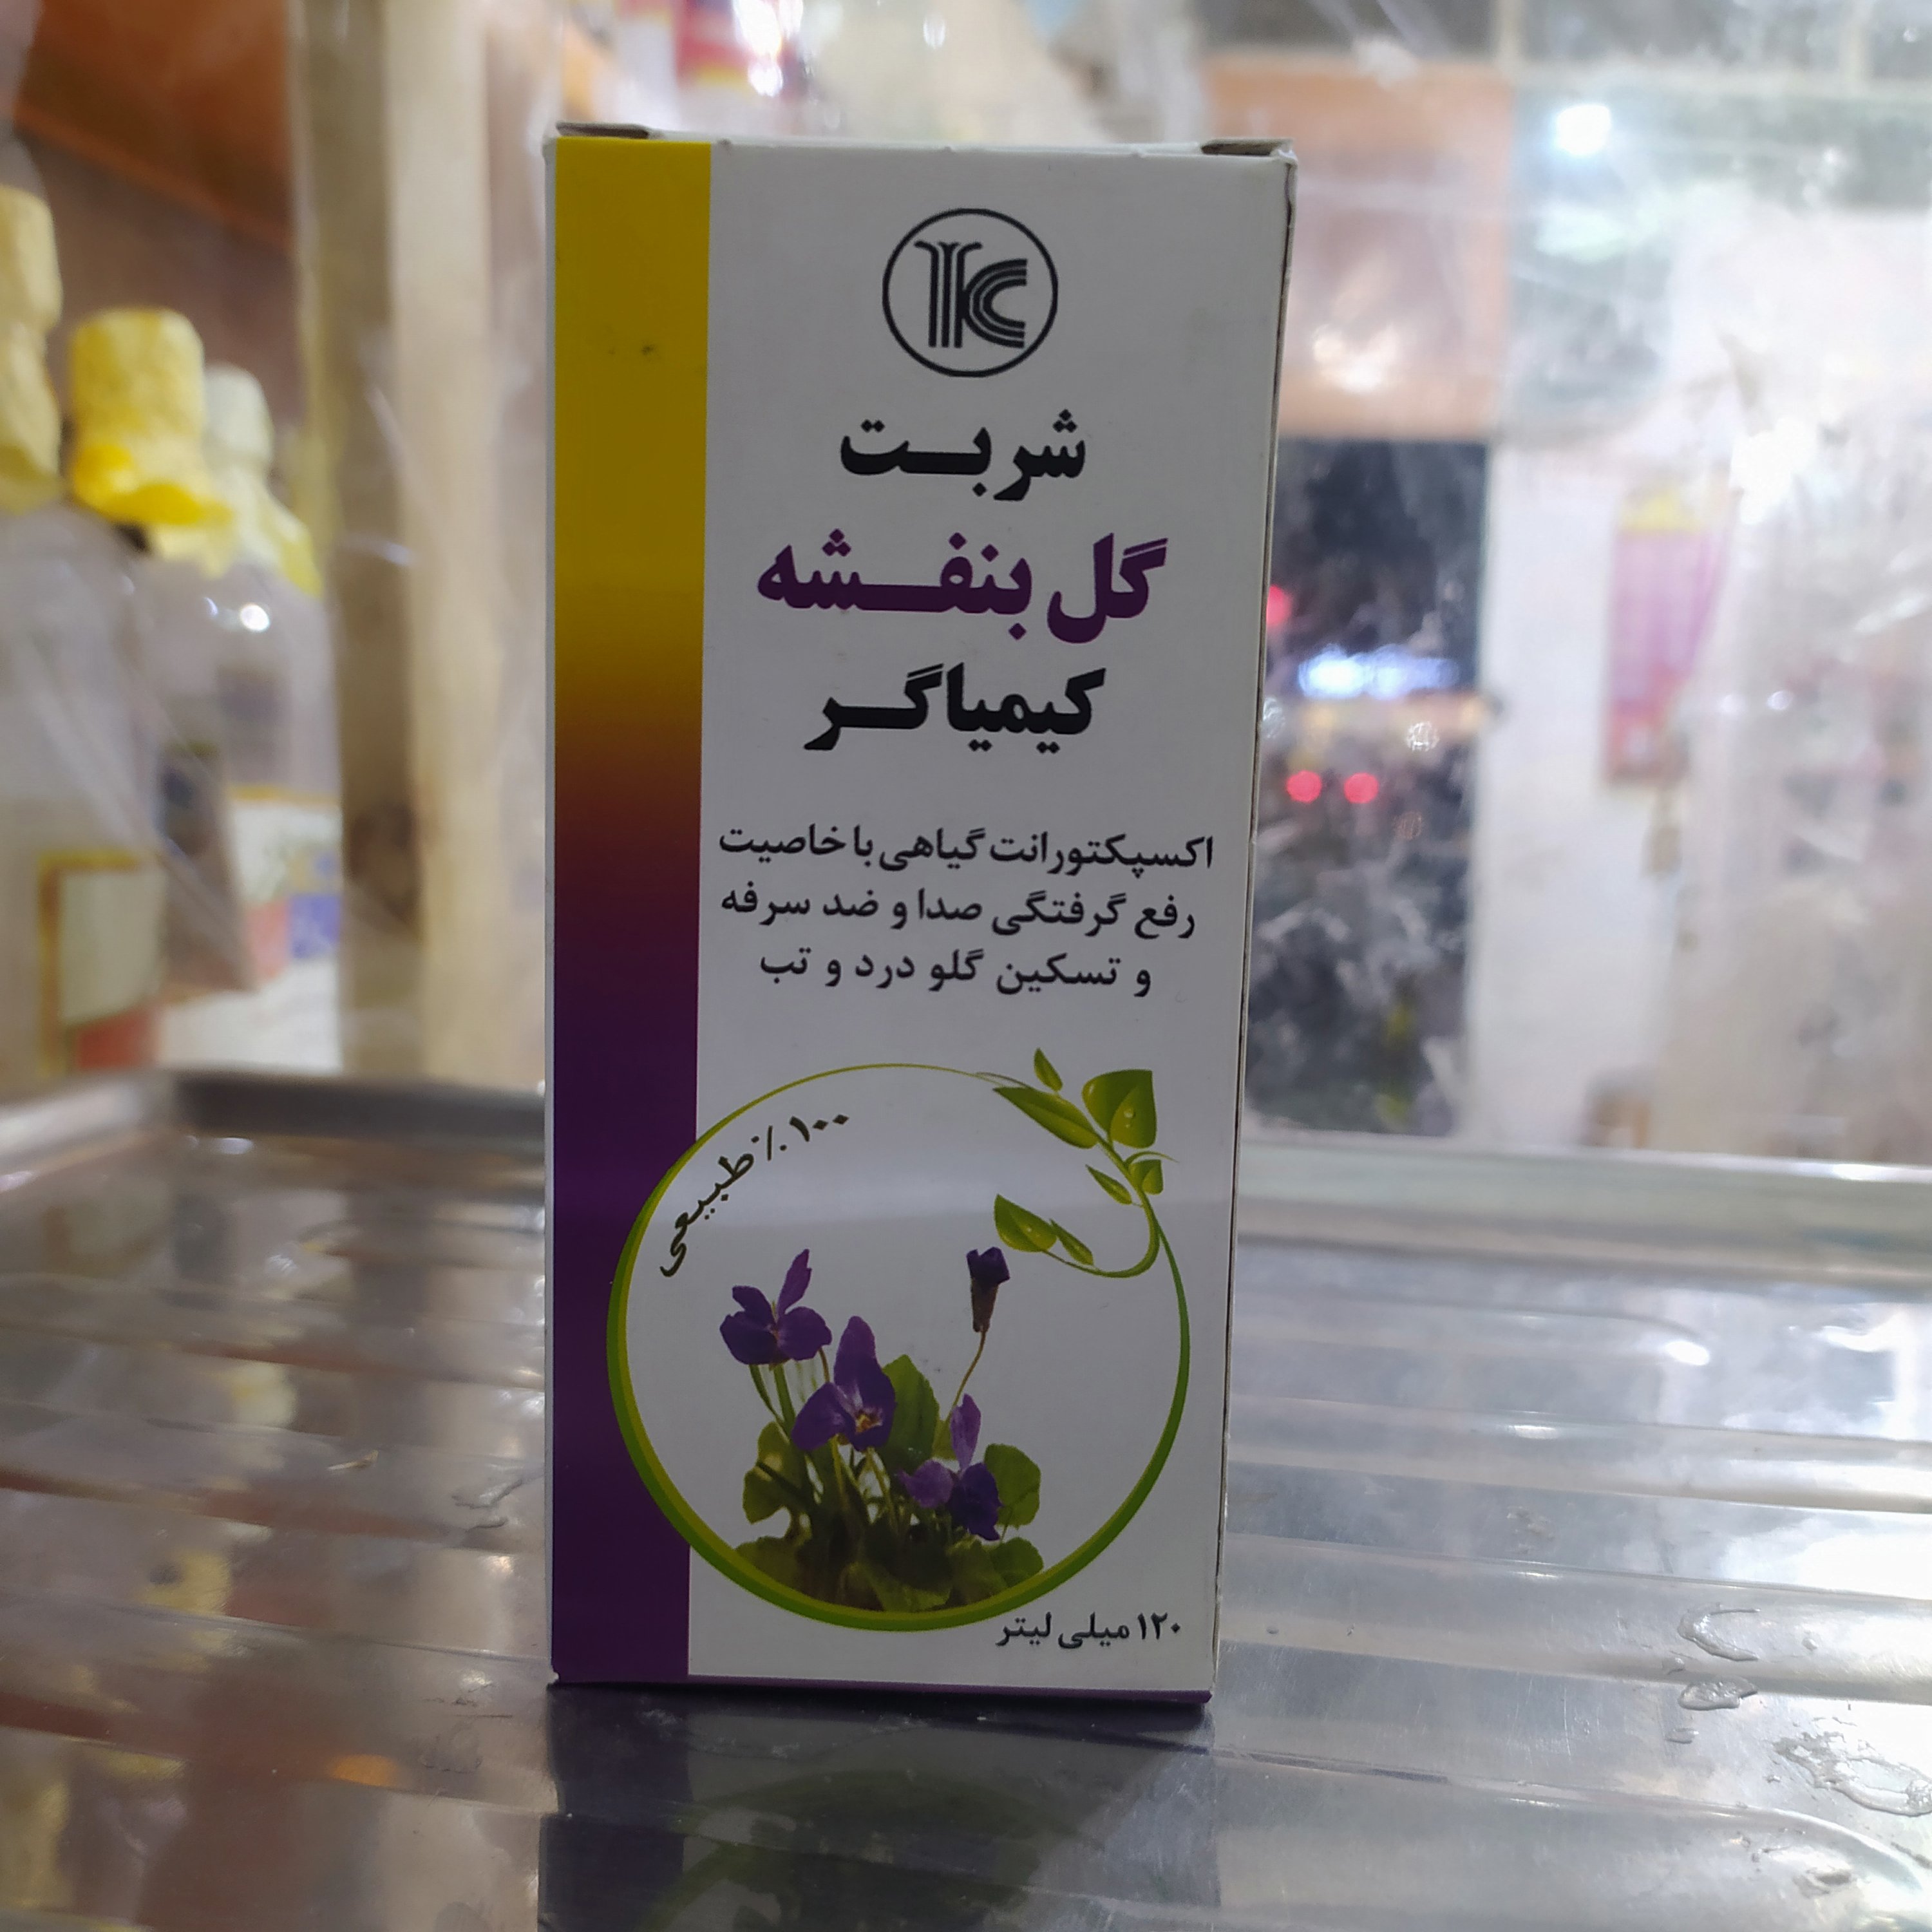 شربت
گل بنفشه
کیمیاگر
اکسپکتورانت گیاهی با خاصیت
رفع گرفتگی صدا و ضد سرفه
و تسکین گلو درد و تب
۱۰۰٪ طبیعی
۱۲۰ میلی لیتر